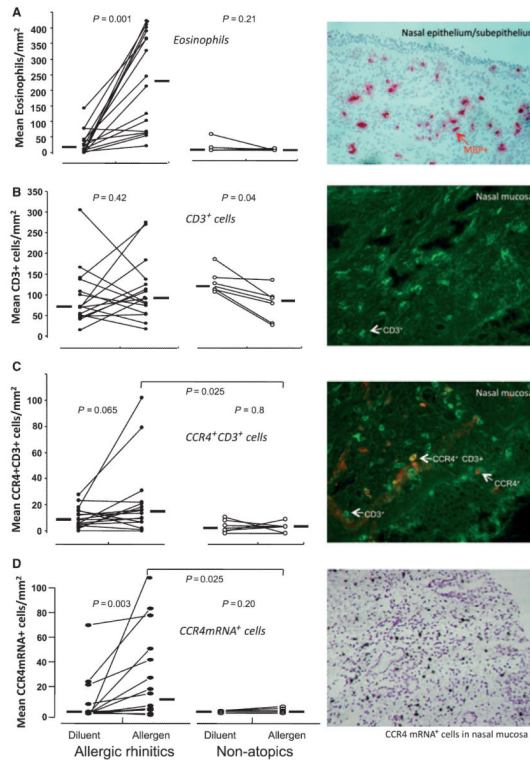 A
P = 0.001
P = 0.21
Eosinophils
Mean Eosinophils/mm²
400
350
300
250
200
150
100
50
0
Nasal epithelium/subepithelium
MBP+
B
P = 0.42
P = 0.04
CD3⁺ cells
Mean CD3+ cells/mm²
350
300
250
200
150
100
50
0
Nasal mucosa
CD3⁺
C
P = 0.025
P = 0.065
P = 0.8
CCR4⁺CD3⁺ cells
Mean CCR4+CD3+ cells/mm²
100
80
60
40
20
0
Nasal mucosa
CCR4⁺ CD3+
CCR4⁺
CD3⁺
D
P = 0.025
P = 0.003
P = 0.20
CCR4mRNA⁺ cells
Mean CCR4mRNA+ cells/mm²
100
80
60
40
20
0
Diluent Allergen Diluent Allergen
Allergic rhinitics Non-atopics
CCR4 mRNA⁺ cells in nasal mucosa